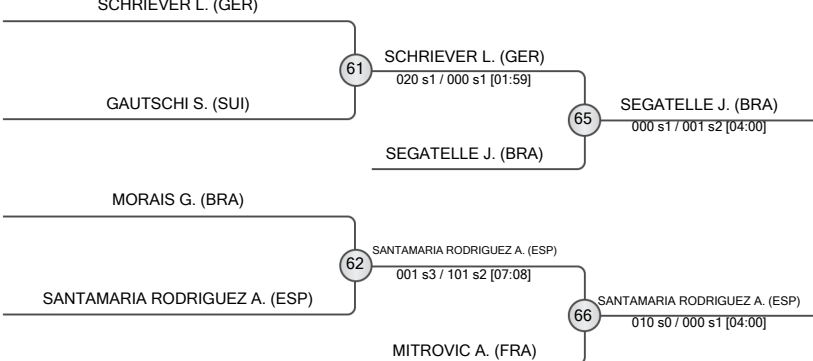 SCHRIEVER L. (GER)
61
SCHRIEVER L. (GER)
020 s1 / 000 s1 [01:59]
GAUTSCHI S. (SUI)
65
SEGATELLE J. (BRA)
000 s1 / 001 s2 [04:00]
SEGATELLE J. (BRA)
MORAIS G. (BRA)
62
SANTAMARIA RODRIGUEZ A. (ESP)
001 s3 / 101 s2 [07:08]
SANTAMARIA RODRIGUEZ A. (ESP)
66
SANTAMARIA RODRIGUEZ A. (ESP)
010 s0 / 000 s1 [04:00]
MITROVIC A. (FRA)